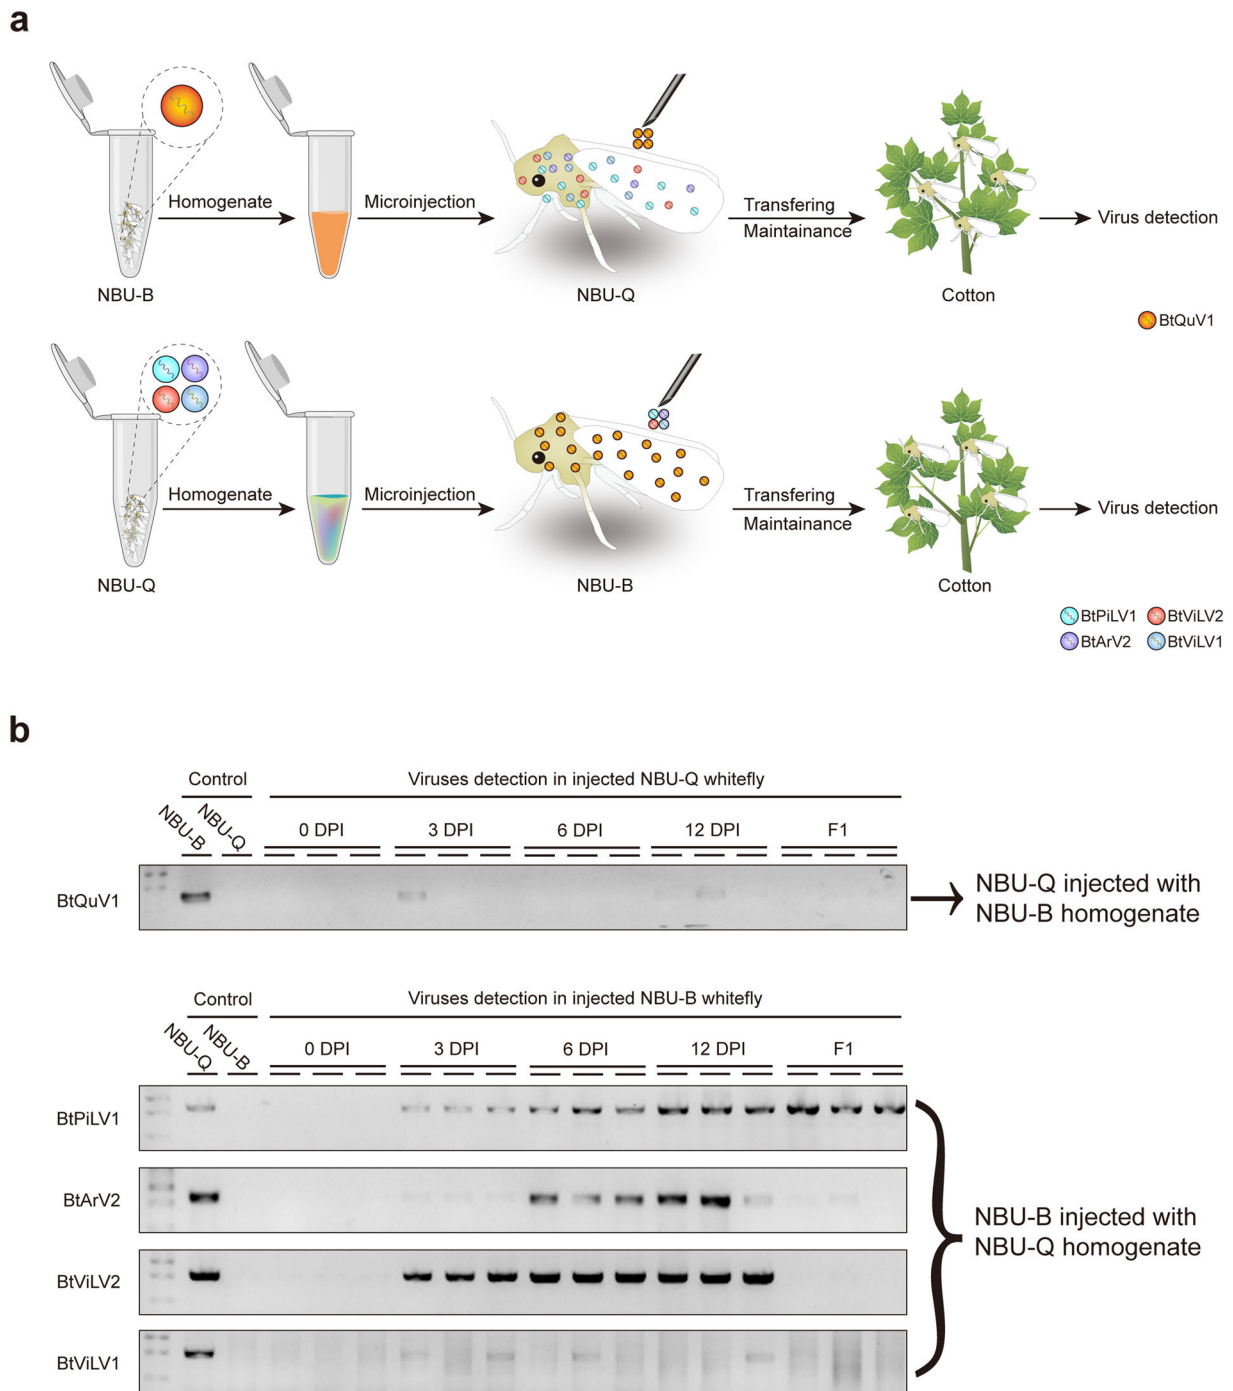 a
Homogenate
Microinjection
Transfering
Maintainance
Virus detection
NBU-B
NBU-Q
Cotton
BtQuV1
Homogenate
Microinjection
Transfering
Maintainance
Virus detection
NBU-Q
NBU-B
Cotton
BtPiLV1
BtViLV2
BtArV2
BtViLV1
b
Control
Viruses detection in injected NBU-Q whitefly
NBU-B
NBU-Q
0 DPI
3 DPI
6 DPI
12 DPI
F1
BtQuV1
NBU-Q injected with
NBU-B homogenate
Control
Viruses detection in injected NBU-B whitefly
NBU-Q
NBU-B
0 DPI
3 DPI
6 DPI
12 DPI
F1
BtPiLV1
BtArV2
BtViLV2
BtViLV1
NBU-B injected with
NBU-Q homogenate